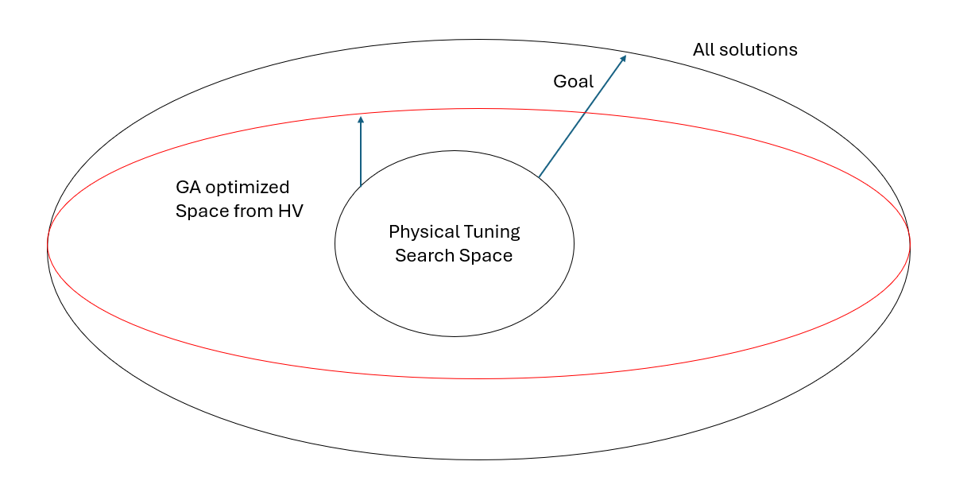 All solutions
Goal
GA optimized
Space from HV
Physical Tuning
Search Space